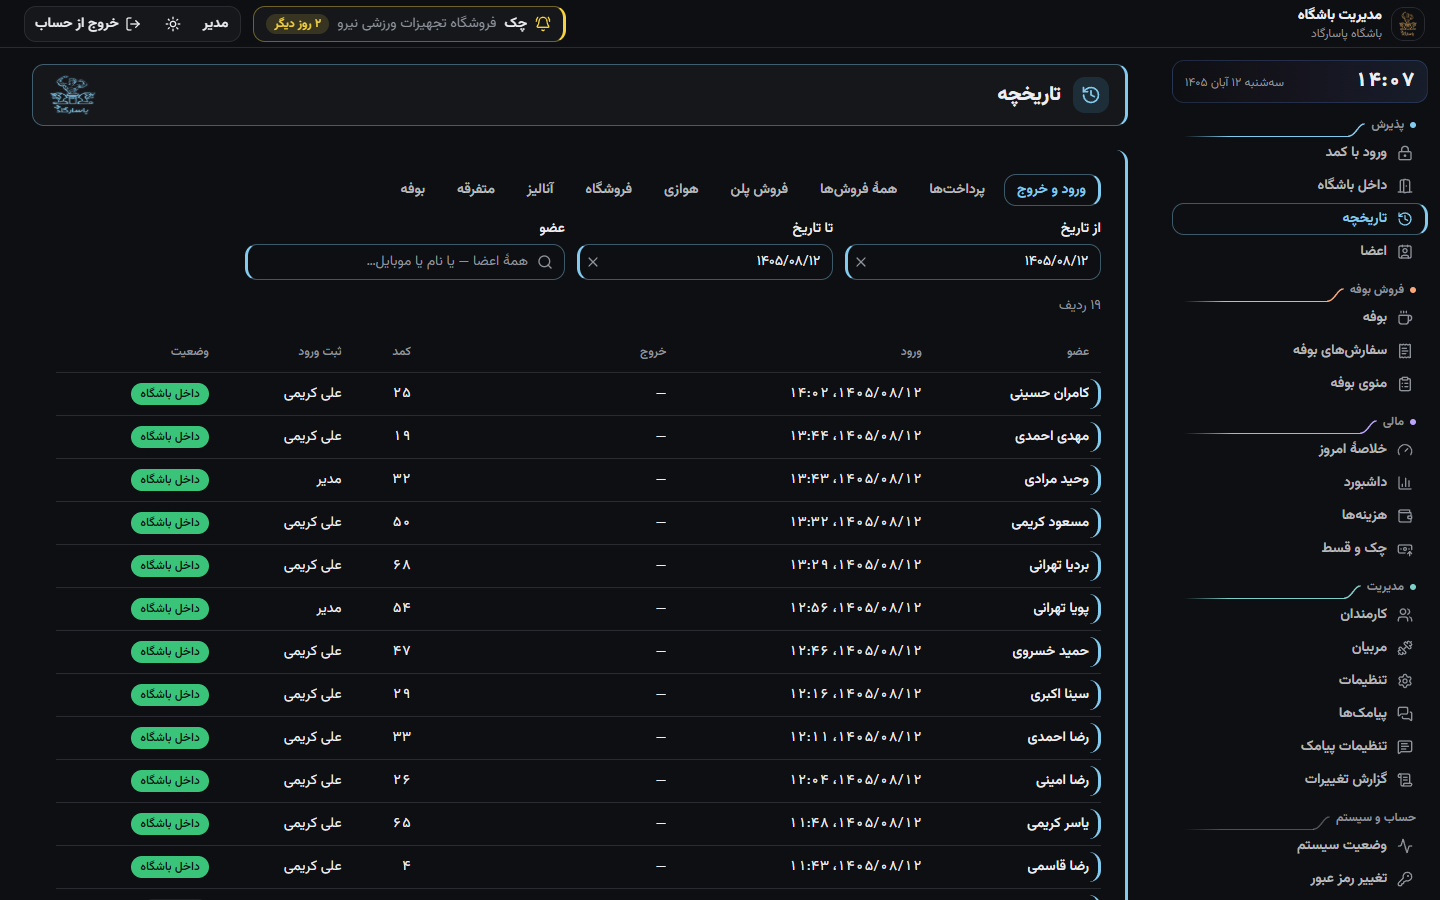 مدیریت باشگاه
باشگاه پاسارگاد
چک فروشگاه تجهیزات ورزشی نیرو ۲ روز دیگر
مدیر
خروج از حساب
۱۴:۰۷
سه‌شنبه ۱۲ آبان ۱۴۰۵
پذیرش
ورود با کمد
داخل باشگاه
تاریخچه
اعضا
فروش بوفه
بوفه
سفارش‌های بوفه
منوی بوفه
مالی
خلاصهٔ امروز
داشبورد
هزینه‌ها
چک و قسط
مدیریت
کارمندان
مربیان
تنظیمات
پیامک‌ها
تنظیمات پیامک
گزارش تغییرات
حساب و سیستم
وضعیت سیستم
تغییر رمز عبور
تاریخچه
پاسارگاد
ورود و خروج پرداخت‌ها همهٔ فروش‌ها فروش پلن هوازی فروشگاه آنالیز متفرقه بوفه
از تاریخ تا تاریخ عضو
۱۴۰۵/۰۸/۱۲ ۱۴۰۵/۰۸/۱۲ همهٔ اعضا — یا نام یا موبایل...
۱۹ ردیف
عضو ورود خروج کمد ثبت ورود وضعیت
کامران حسینی ۱۴۰۵/۰۸/۱۲، ۱۴:۰۲ — ۲۵ علی کریمی داخل باشگاه
مهدی احمدی ۱۴۰۵/۰۸/۱۲، ۱۳:۴۴ — ۱۹ علی کریمی داخل باشگاه
وحید مرادی ۱۴۰۵/۰۸/۱۲، ۱۳:۴۳ — ۳۲ مدیر داخل باشگاه
مسعود کریمی ۱۴۰۵/۰۸/۱۲، ۱۳:۳۲ — ۵۰ علی کریمی داخل باشگاه
بردیا تهرانی ۱۴۰۵/۰۸/۱۲، ۱۳:۲۹ — ۶۸ علی کریمی داخل باشگاه
پویا تهرانی ۱۴۰۵/۰۸/۱۲، ۱۲:۵۶ — ۵۴ مدیر داخل باشگاه
حمید خسروی ۱۴۰۵/۰۸/۱۲، ۱۲:۴۶ — ۴۷ علی کریمی داخل باشگاه
سینا اکبری ۱۴۰۵/۰۸/۱۲، ۱۲:۱۶ — ۲۹ علی کریمی داخل باشگاه
رضا احمدی ۱۴۰۵/۰۸/۱۲، ۱۲:۱۱ — ۳۳ علی کریمی داخل باشگاه
رضا امینی ۱۴۰۵/۰۸/۱۲، ۱۲:۰۴ — ۲۶ علی کریمی داخل باشگاه
یاسر کریمی ۱۴۰۵/۰۸/۱۲، ۱۱:۴۸ — ۶۵ علی کریمی داخل باشگاه
رضا قاسمی ۱۴۰۵/۰۸/۱۲، ۱۱:۴۳ — ۴ علی کریمی داخل باشگاه